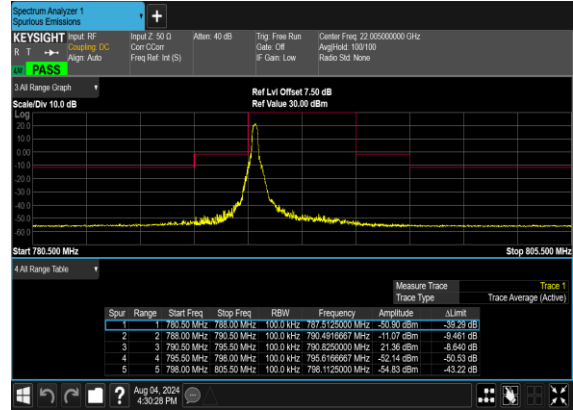 Spectrum Analyzer 1
Spurious Emissions
KEYSIGHT Input: RF Input Z: 50 Ω Atten: 40 dB Trig: Free Run Center Freq: 22.005000000 GHz
R T Coupling: DC Corr CCorr Gate: Off Avg|Hold: 100/100
Align: Auto Freq Ref: Int (S) IF Gain: Low Radio Std: None
PASS
3 All Range Graph
Ref Lvl Offset 7.50 dB
Scale/Div 10.0 dB Ref Value 30.00 dBm
Log
20.0
10.0
0.00
-10.0
-20.0
-30.0
-40.0
-50.0
-60.0
Start 780.500 MHz Stop 805.500 MHz
4 All Range Table
Measure Trace Trace 1
Trace Type Trace Average (Active)
Spur Range Start Freq Stop Freq RBW Frequency Amplitude ΔLimit
1 1 780.50 MHz 788.00 MHz 100.0 kHz 787.5125000 MHz -50.90 dBm -39.29 dB
2 2 788.00 MHz 790.50 MHz 100.0 kHz 790.4916667 MHz -11.07 dBm -9.461 dB
3 3 790.50 MHz 795.50 MHz 100.0 kHz 790.8250000 MHz 21.36 dBm -8.640 dB
4 4 795.50 MHz 798.00 MHz 100.0 kHz 795.6166667 MHz -52.14 dBm -50.53 dB
5 5 798.00 MHz 805.50 MHz 100.0 kHz 798.1125000 MHz -54.83 dBm -43.22 dB
Aug 04, 2024
4:30:28 PM